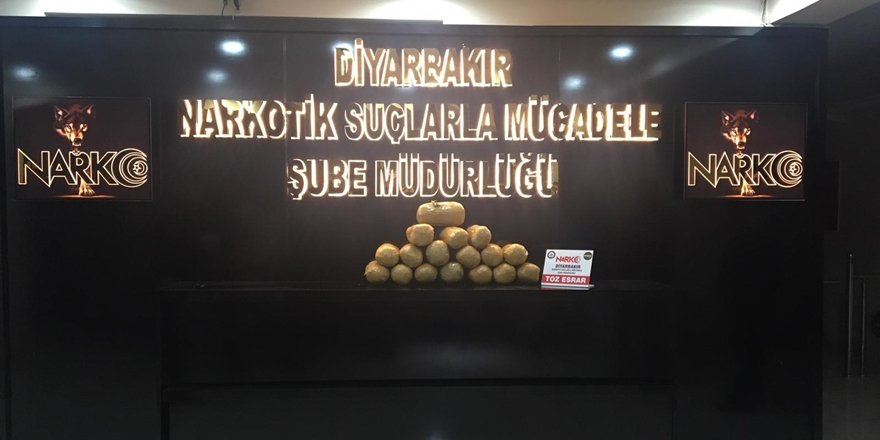 DİYARBAKIR
NARKOTİK SUÇLARLA MÜCADELE
ŞUBE MÜDÜRLÜĞÜ
NARKO
NARKO
NARKO
DİYARBAKIR
TOZ ESRAR